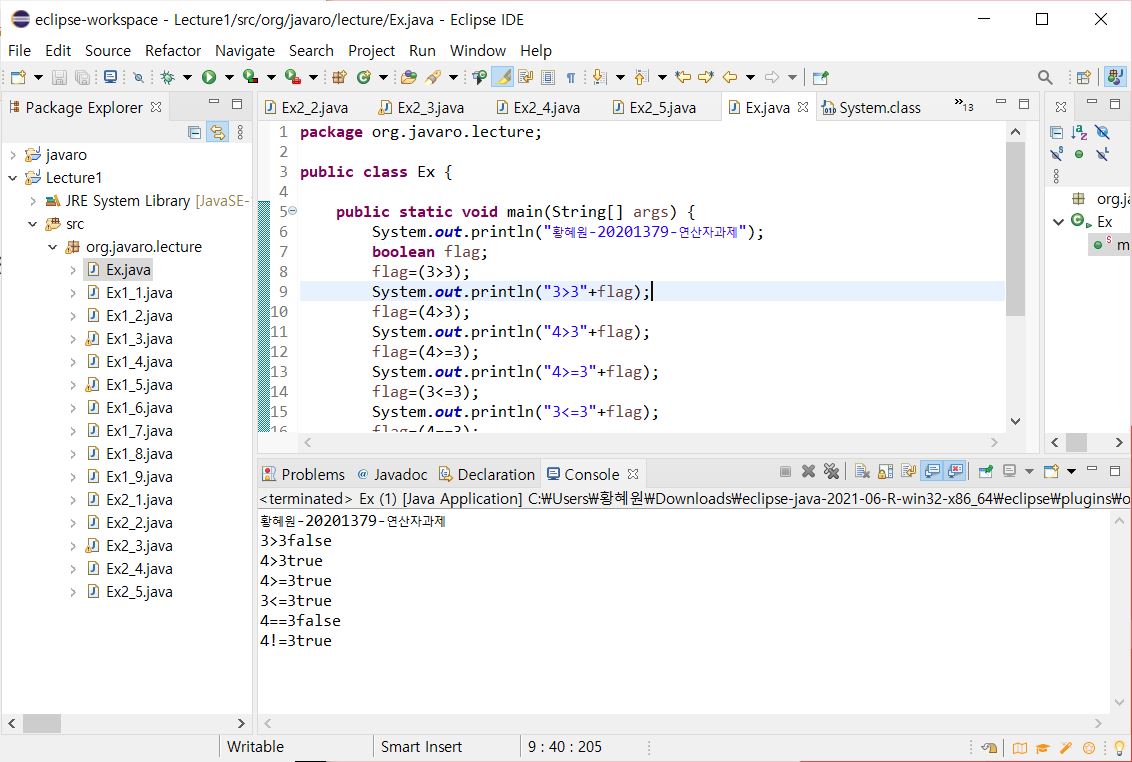 eclipse-workspace - Lecture1/src/org/javaro/lecture/Ex.java - Eclipse IDE
File Edit Source Refactor Navigate Search Project Run Window Help
Package Explorer
javaro
Lecture1
JRE System Library [JavaSE-
src
org.javaro.lecture
Ex.java
Ex1_1.java
Ex1_2.java
Ex1_3.java
Ex1_4.java
Ex1_5.java
Ex1_6.java
Ex1_7.java
Ex1_8.java
Ex1_9.java
Ex2_1.java
Ex2_2.java
Ex2_3.java
Ex2_4.java
Ex2_5.java
Ex2_2.java Ex2_3.java Ex2_4.java Ex2_5.java Ex.java System.class »13
1 package org.javaro.lecture;
2
3 public class Ex {
4
5 public static void main(String[] args) {
6 System.out.println("황혜원-20201379-연산자과제");
7 boolean flag;
8 flag=(3>3);
9 System.out.println("3>3"+flag);
10 flag=(4>3);
11 System.out.println("4>3"+flag);
12 flag=(4>=3);
13 System.out.println("4>=3"+flag);
14 flag=(3<=3);
15 System.out.println("3<=3"+flag);
16 flag=(4==3);
org.ja
Ex
m
Problems Javadoc Declaration Console
<terminated> Ex (1) [Java Application] C:₩Users₩황혜원₩Downloads₩eclipse-java-2021-06-R-win32-x86_64₩eclipse₩plugins₩o
황혜원-20201379-연산자과제
3>3false
4>3true
4>=3true
3<=3true
4==3false
4!=3true
Writable Smart Insert 9 : 40 : 205